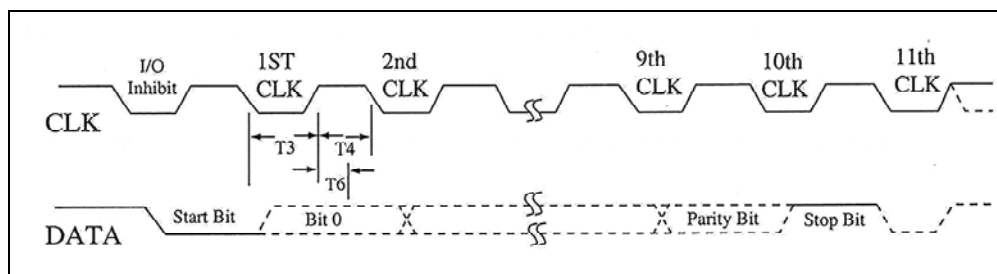 I/O
Inhibit
1ST
CLK
2nd
CLK
9th
CLK
10th
CLK
11th
CLK
CLK
T3
T4
T6
Start Bit
Bit 0
Parity Bit
Stop Bit
DATA